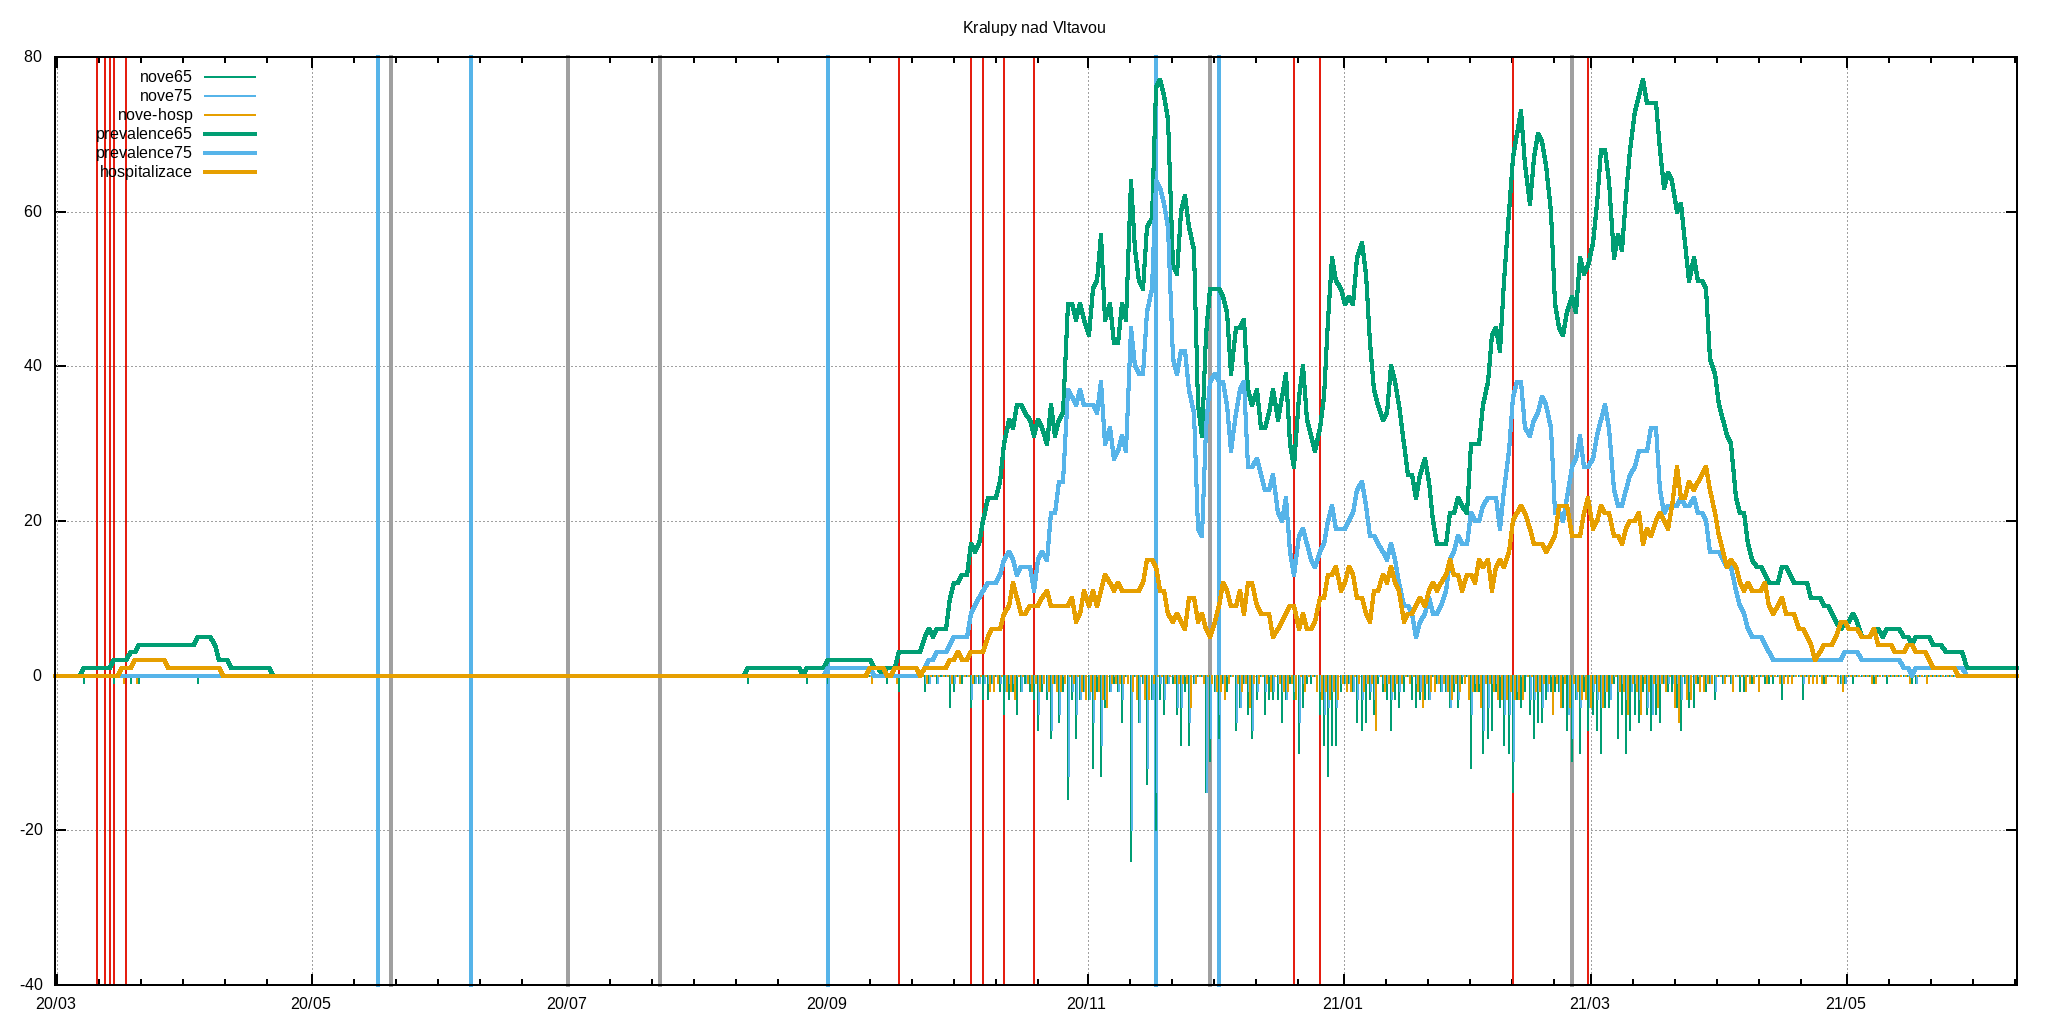 Kralupy nad Vltavou
80
60
40
20
0
-20
-40
nove65
nove75
nove-hosp
prevalence65
prevalence75
hospitalizace
20/03 20/05 20/07 20/09 20/11 21/01 21/03 21/05